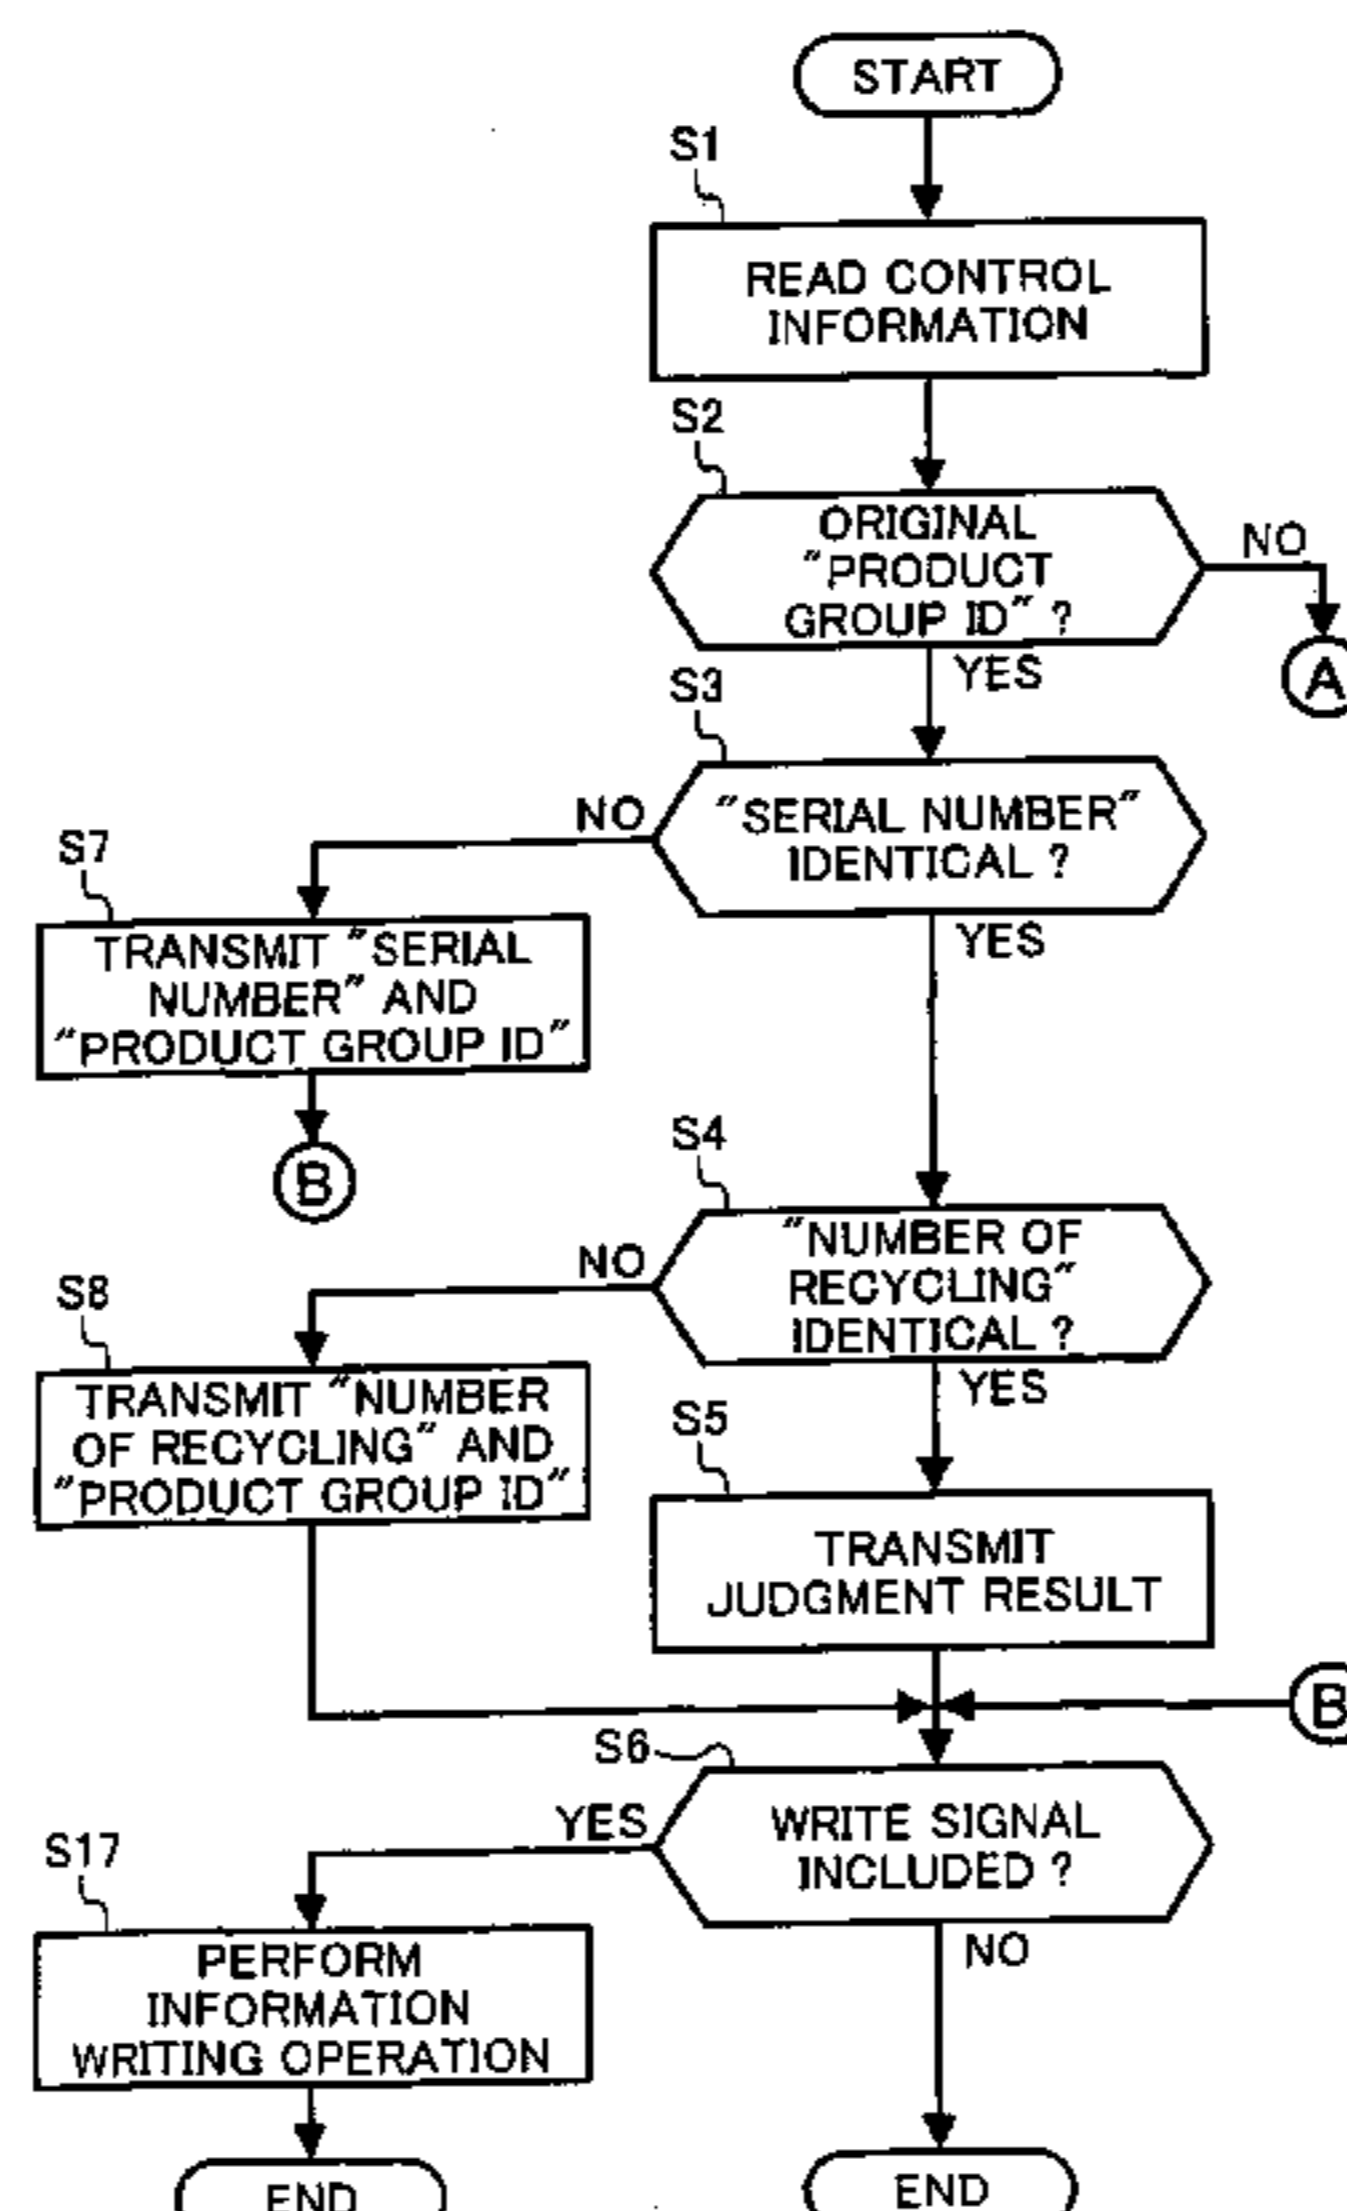 START
S1
READ CONTROL
INFORMATION
S2
ORIGINAL
"PRODUCT
GROUP ID" ?
NO
A
YES
S3
"SERIAL NUMBER"
IDENTICAL ?
NO
YES
S7
TRANSMIT "SERIAL
NUMBER" AND
"PRODUCT GROUP ID"
B
S4
"NUMBER OF
RECYCLING"
IDENTICAL ?
NO
YES
S8
TRANSMIT "NUMBER
OF RECYCLING" AND
"PRODUCT GROUP ID"
S5
TRANSMIT
JUDGMENT RESULT
B
S6
WRITE SIGNAL
INCLUDED ?
YES
NO
S17
PERFORM
INFORMATION
WRITING OPERATION
END
END